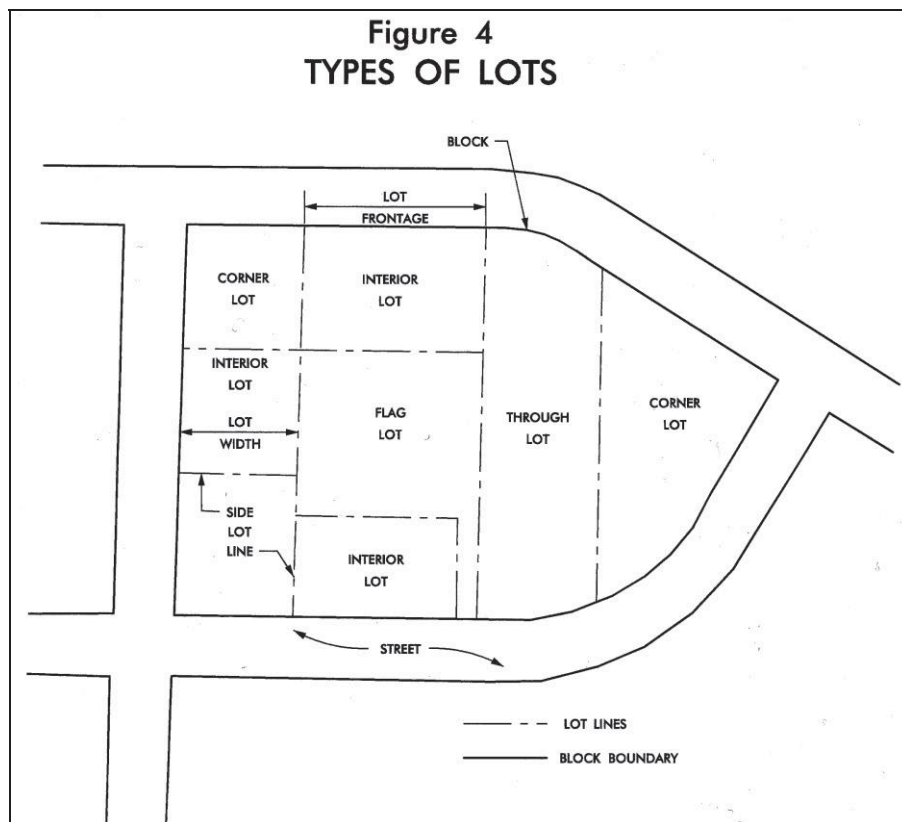 Figure 4
TYPES OF LOTS
BLOCK
LOT
FRONTAGE
CORNER
LOT
INTERIOR
LOT
INTERIOR
LOT
LOT
WIDTH
FLAG
LOT
THROUGH
LOT
CORNER
LOT
SIDE
LOT
LINE
INTERIOR
LOT
STREET
LOT LINES
BLOCK BOUNDARY